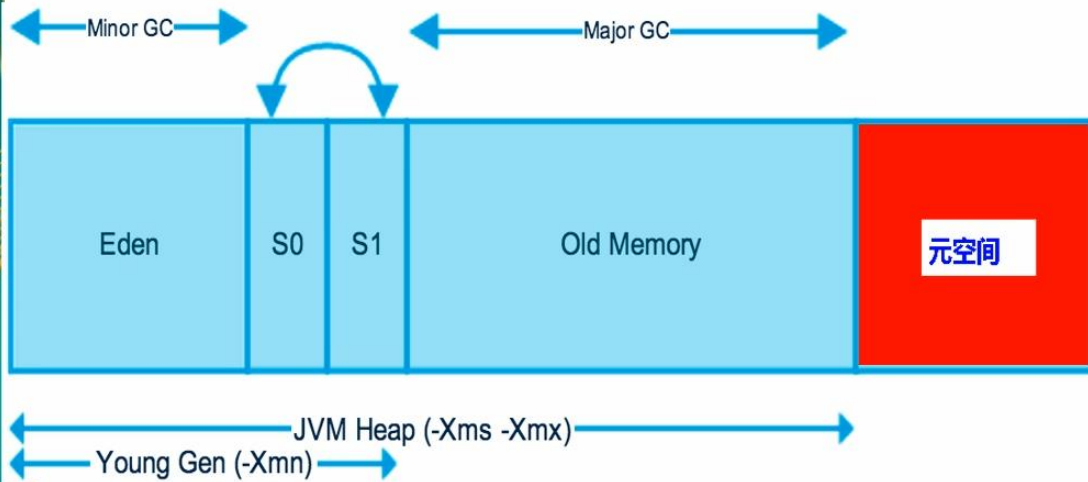 Minor GC
Major GC
Eden
S0
S1
Old Memory
元空间
JVM Heap (-Xms -Xmx)
Young Gen (-Xmn)